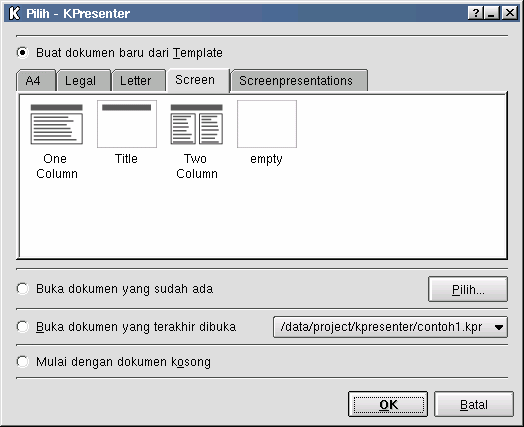 Pilih - KPresenter
Buat dokumen baru dari Template
A4 Legal Letter Screen Screenpresentations
One Column
Title
Two Column
empty
Buka dokumen yang sudah ada
Pilih...
Buka dokumen yang terakhir dibuka
/data/project/kpresenter/contoh1.kpr
Mulai dengan dokumen kosong
OK
Batal